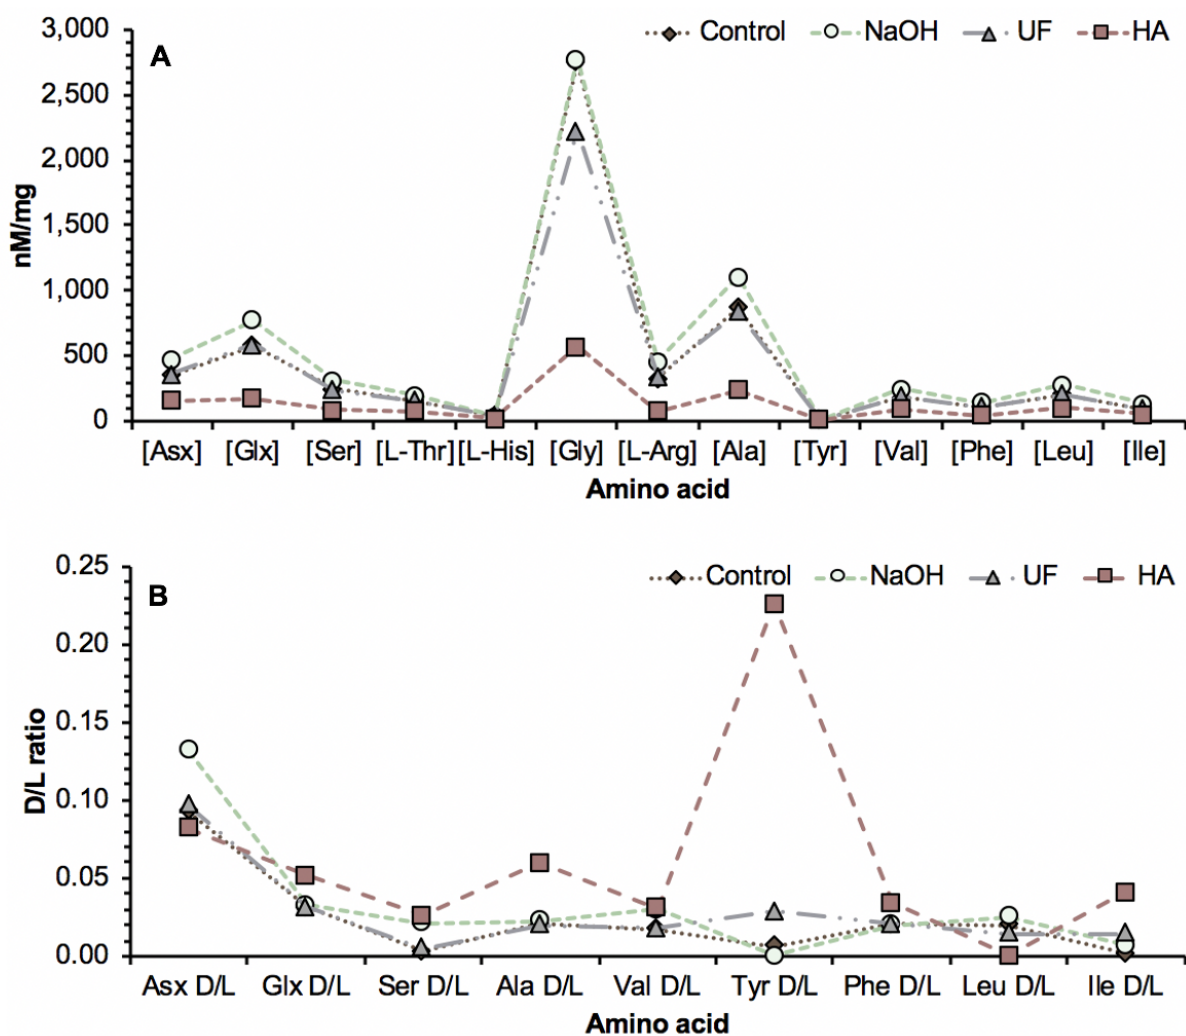 A
Control NaOH UF HA
3,000
2,500
2,000
1,500
1,000
500
0
nM/mg
[Asx] [Glx] [Ser] [L-Thr] [L-His] [Gly] [L-Arg] [Ala] [Tyr] [Val] [Phe] [Leu] [Ile]
Amino acid
B
Control NaOH UF HA
0.25
0.20
0.15
0.10
0.05
0.00
D/L ratio
Asx D/L Glx D/L Ser D/L Ala D/L Val D/L Tyr D/L Phe D/L Leu D/L Ile D/L
Amino acid